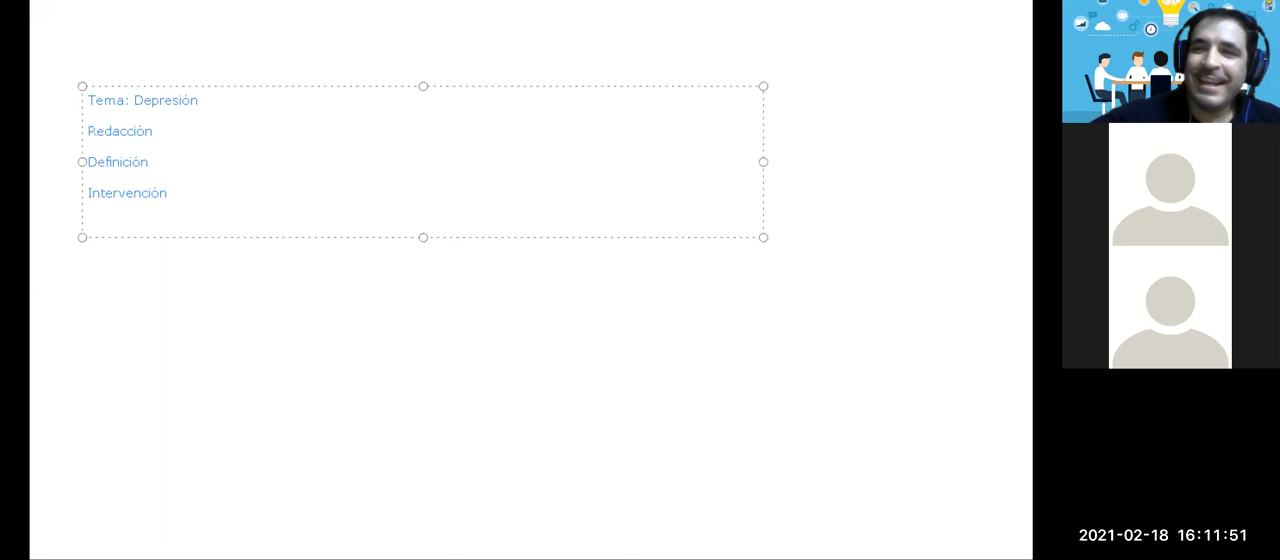 Tema: Depresión
Redacción
Definición
Intervención
2021-02-18 16:11:51